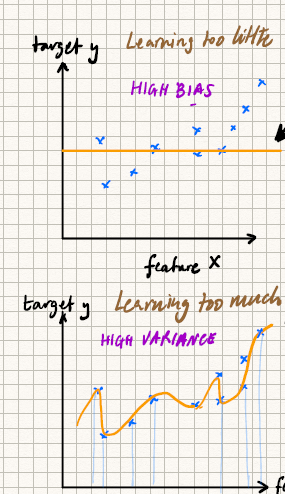 target y Learning too little
HIGH BIAS
feature X
target y Learning too much
HIGH VARIANCE